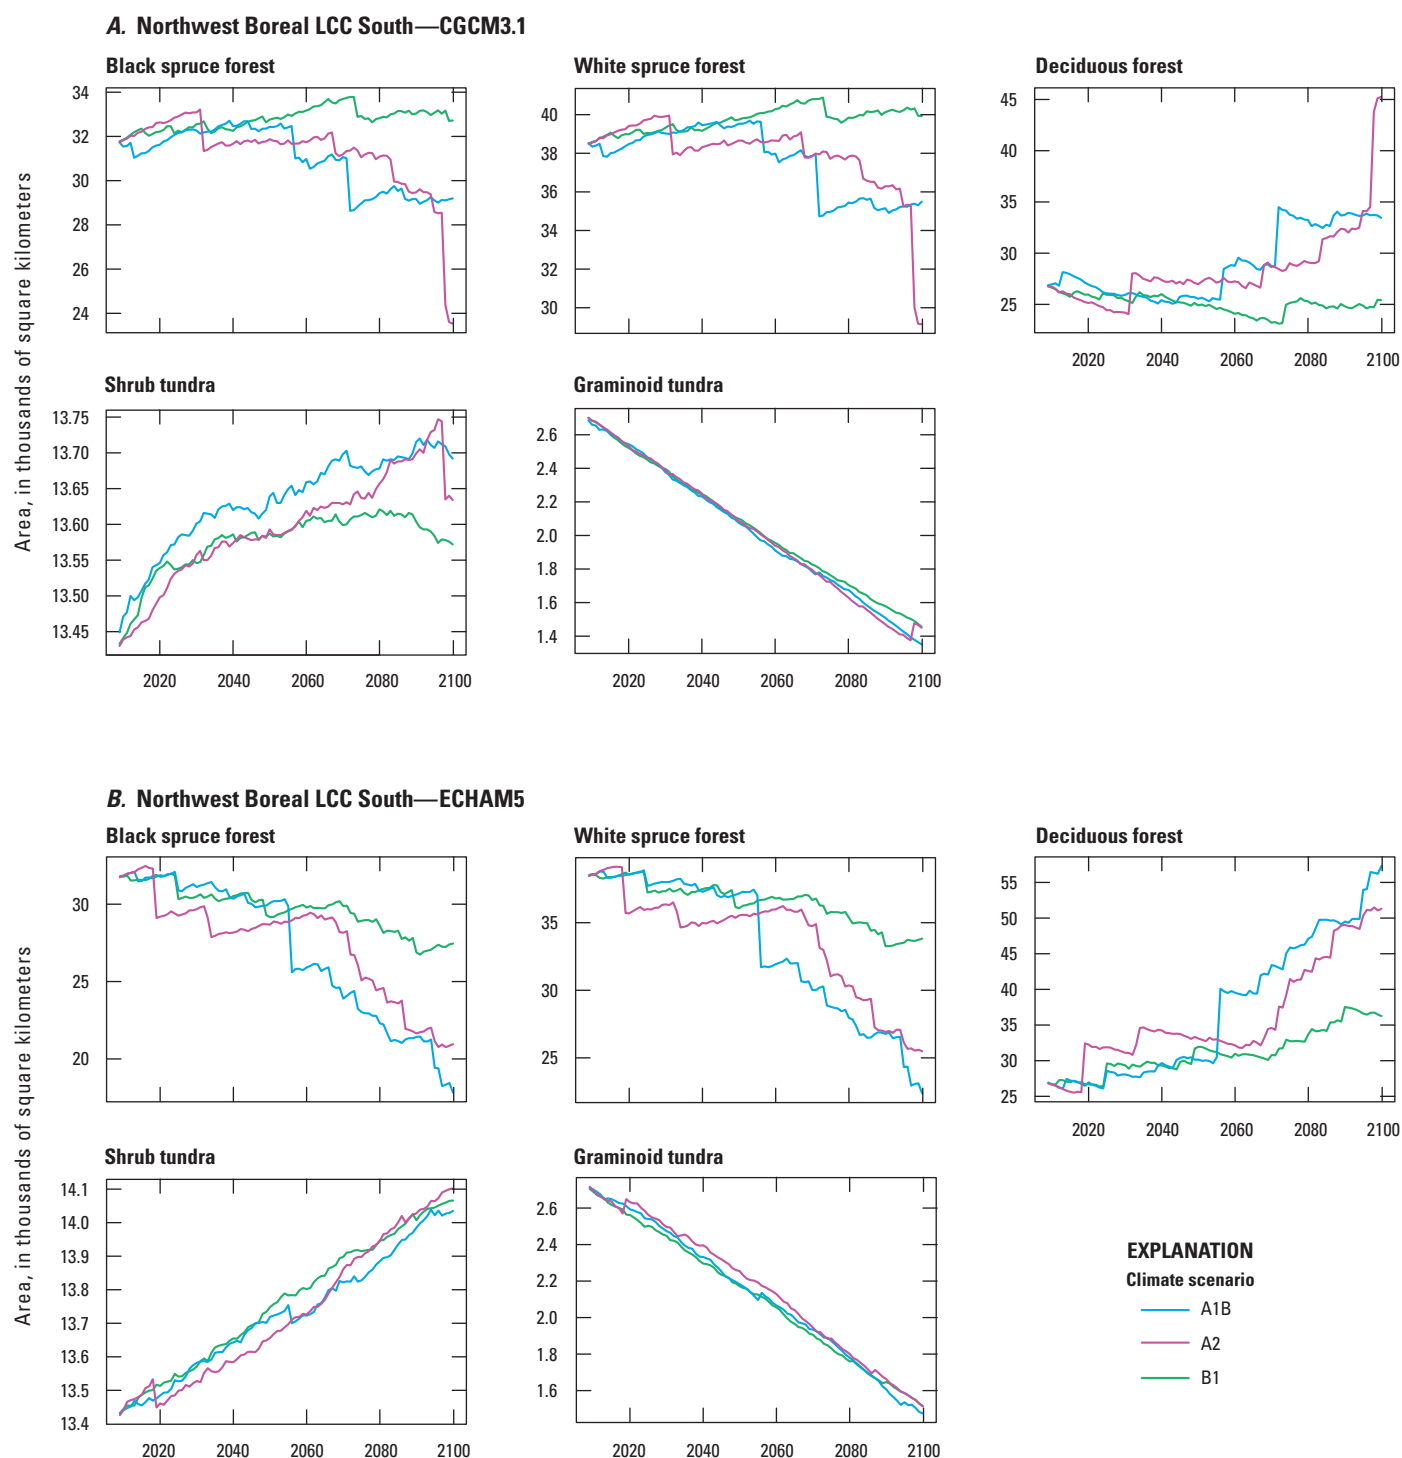 A. Northwest Boreal LCC South—CGCM3.1
Black spruce forest
White spruce forest
Deciduous forest
Area, in thousands of square kilometers
34
32
30
28
26
24
40
38
36
34
32
30
45
40
35
30
25
2020 2040 2060 2080 2100
Shrub tundra
Graminoid tundra
13.75
13.70
13.65
13.60
13.55
13.50
13.45
2020 2040 2060 2080 2100
2.6
2.4
2.2
2.0
1.8
1.6
1.4
2020 2040 2060 2080 2100
B. Northwest Boreal LCC South—ECHAM5
Black spruce forest
White spruce forest
Deciduous forest
Area, in thousands of square kilometers
30
25
20
35
30
25
55
50
45
40
35
30
25
2020 2040 2060 2080 2100
Shrub tundra
Graminoid tundra
14.1
14.0
13.9
13.8
13.7
13.6
13.5
13.4
2020 2040 2060 2080 2100
2.6
2.4
2.2
2.0
1.8
1.6
2020 2040 2060 2080 2100
EXPLANATION
Climate scenario
A1B
A2
B1